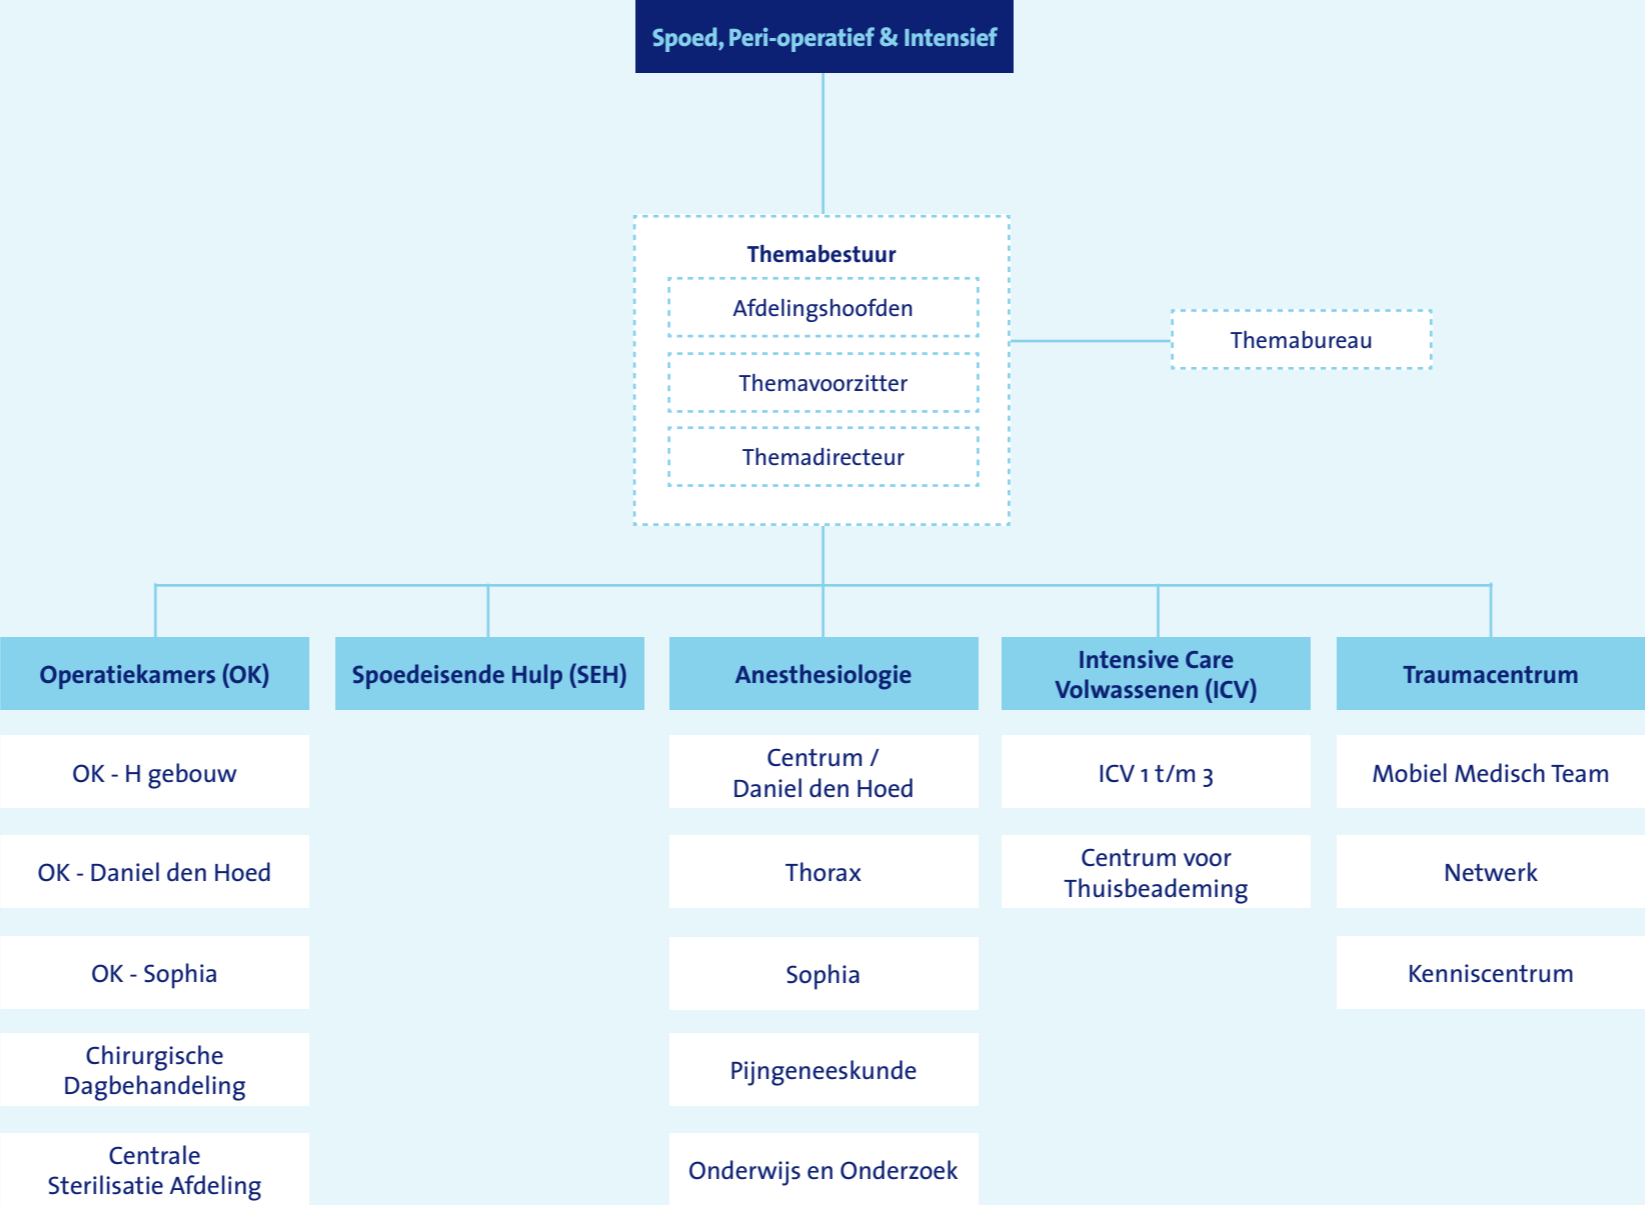 Spoed, Peri-operatief & Intensief
Themabestuur
Afdelingshoofden
Themavoorzitter
Themadirecteur
Themabureau
Operatiekamers (OK)
OK - H gebouw
OK - Daniel den Hoed
OK - Sophia
Chirurgische
Dagbehandeling
Centrale
Sterilisatie Afdeling
Spoedeisende Hulp (SEH)
Anesthesiologie
Centrum /
Daniel den Hoed
Thorax
Sophia
Pijngeneeskunde
Onderwijs en Onderzoek
Intensive Care
Volwassenen (ICV)
ICV 1 t/m 3
Centrum voor
Thuisbeademing
Traumacentrum
Mobiel Medisch Team
Netwerk
Kenniscentrum